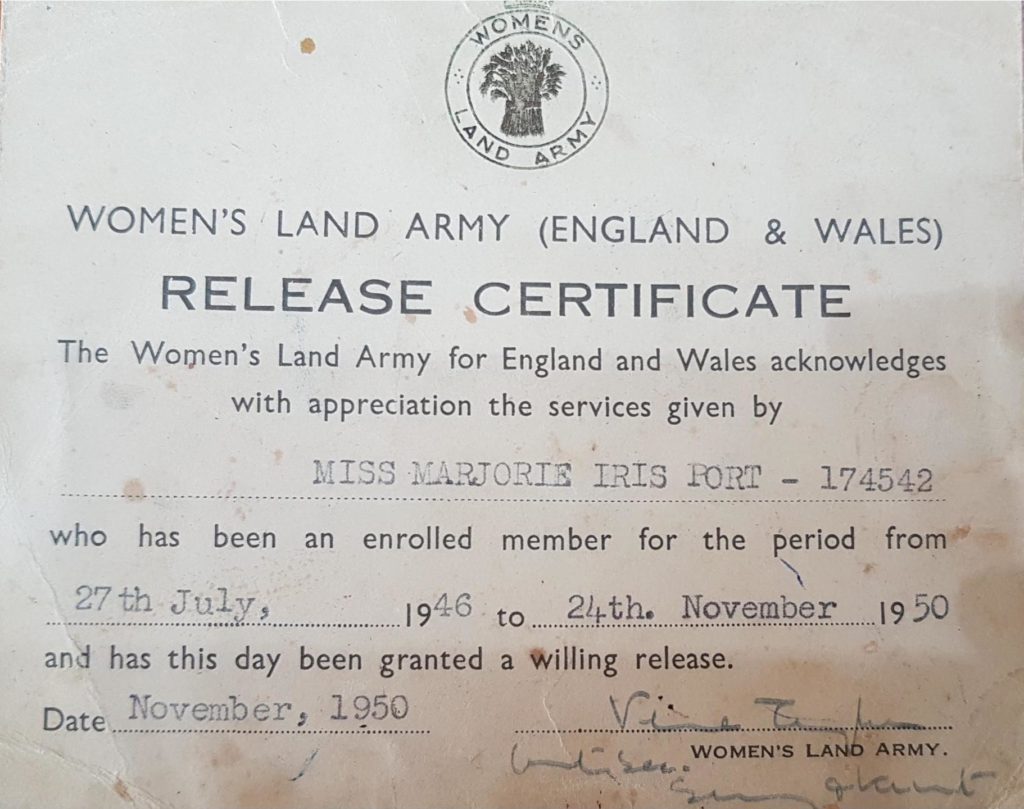 WOMENS
LAND ARMY
WOMEN'S LAND ARMY (ENGLAND & WALES)
RELEASE CERTIFICATE
The Women's Land Army for England and Wales acknowledges
with appreciation the services given by
MISS MARJORIE IRIS PORT - 174542
who has been an enrolled member for the period from
27th July, 1946 to 24th. November 1950
and has this day been granted a willing release.
Date November, 1950
WOMEN'S LAND ARMY.